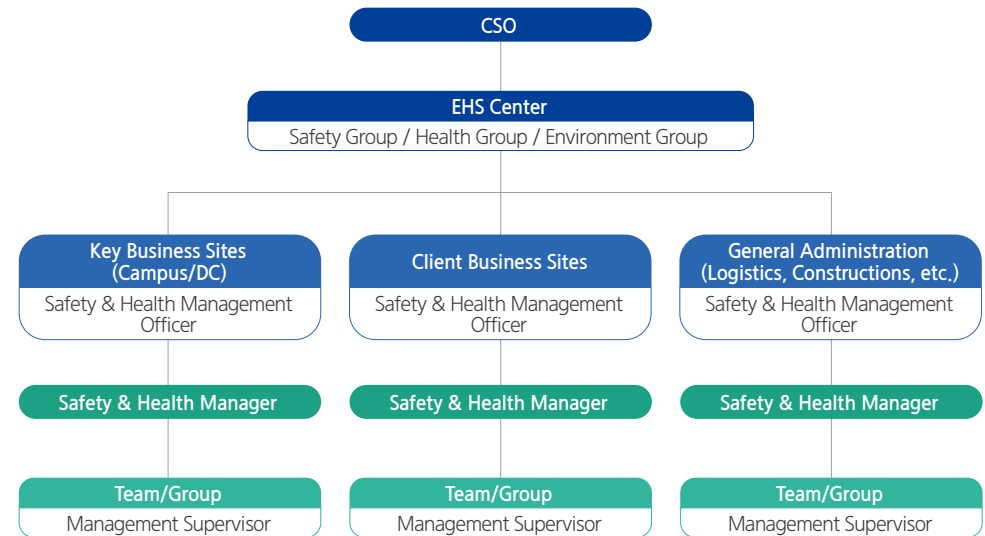 CSO
EHS Center
Safety Group / Health Group / Environment Group
Key Business Sites
(Campus/DC)
Safety & Health Management
Officer
Client Business Sites
Safety & Health Management
Officer
General Administration
(Logistics, Constructions, etc.)
Safety & Health Management
Officer
Safety & Health Manager
Safety & Health Manager
Safety & Health Manager
Team/Group
Management Supervisor
Team/Group
Management Supervisor
Team/Group
Management Supervisor